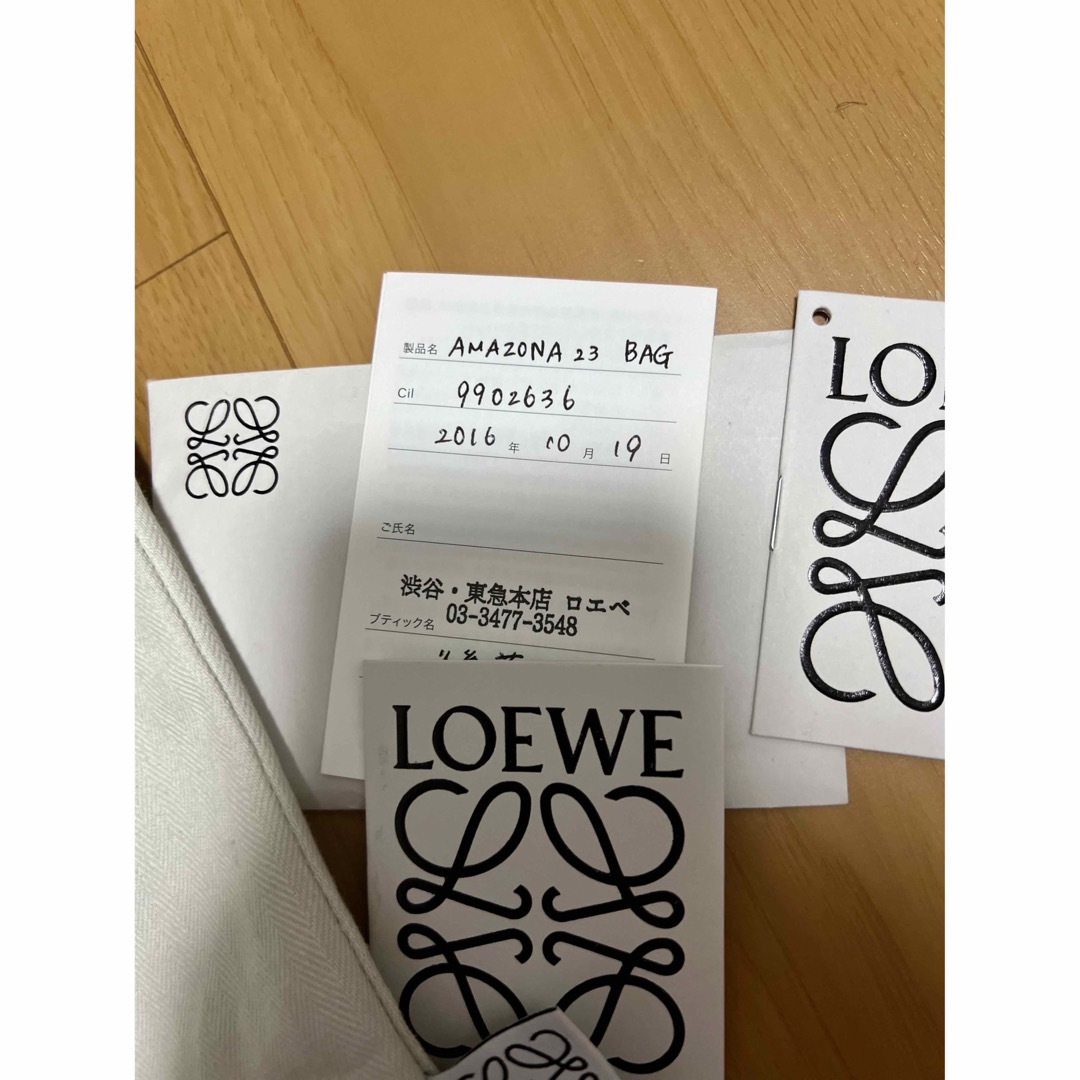 製品名 AMAZONA 23 BAG
Cil 9902636
2016 年 10 月 19 日
ご氏名
渋谷・東急本店 ロエベ
ブティック名 03-3477-3548
LOEWE
LO